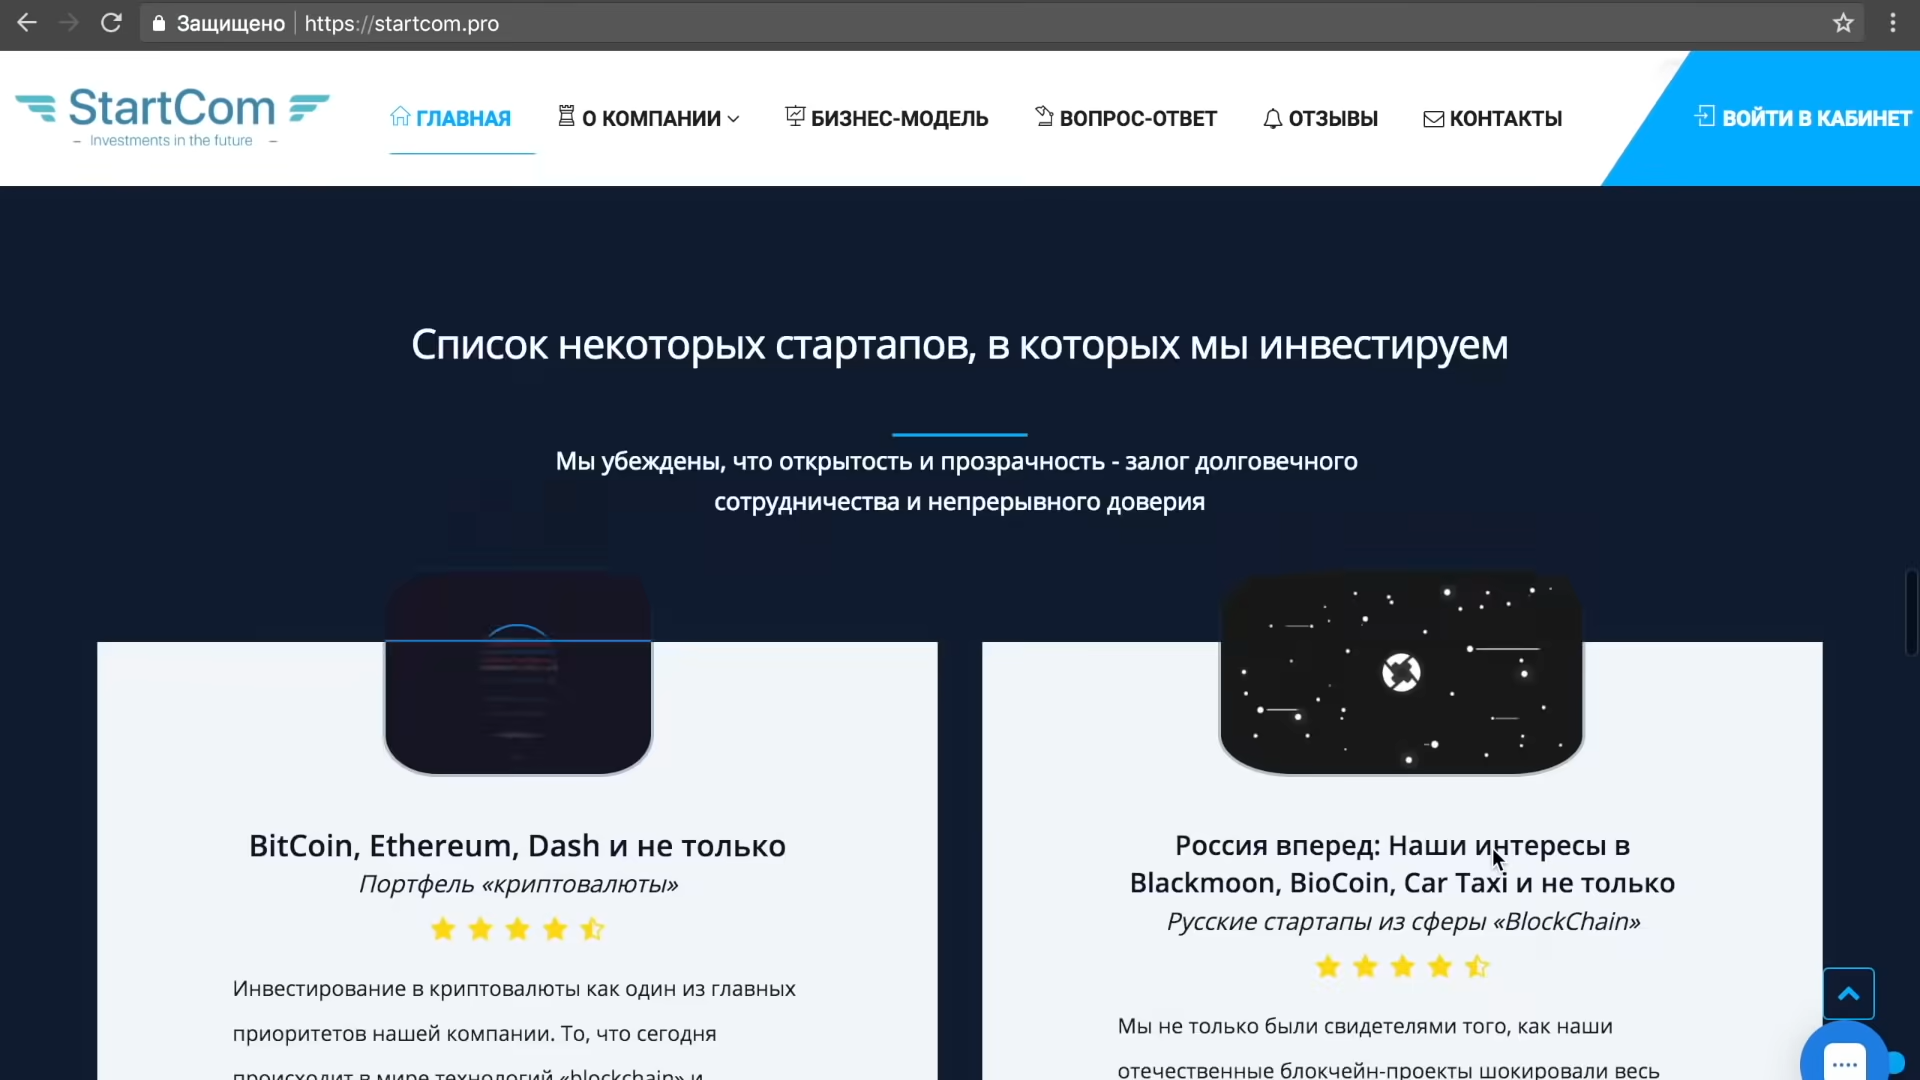 Защищено https://startcom.pro
StartCom
Investments in the future
ГЛАВНАЯ
О КОМПАНИИ
БИЗНЕС-МОДЕЛЬ
ВОПРОС-ОТВЕТ
ОТЗЫВЫ
КОНТАКТЫ
ВОЙТИ В КАБИНЕТ
Список некоторых стартапов, в которых мы инвестируем
Мы убеждены, что открытость и прозрачность - залог долговечного
сотрудничества и непрерывного доверия
BitCoin, Ethereum, Dash и не только
Портфель «криптовалюты»
Инвестирование в криптовалюты как один из главных
приоритетов нашей компании. То, что сегодня
происходит в мире технологий «blockchain» и
Россия вперед: Наши интересы в
Blackmoon, BioCoin, Car Taxi и не только
Русские стартапы из сферы «BlockChain»
Мы не только были свидетелями того, как наши
отечественные блокчейн-проекты шокировали весь